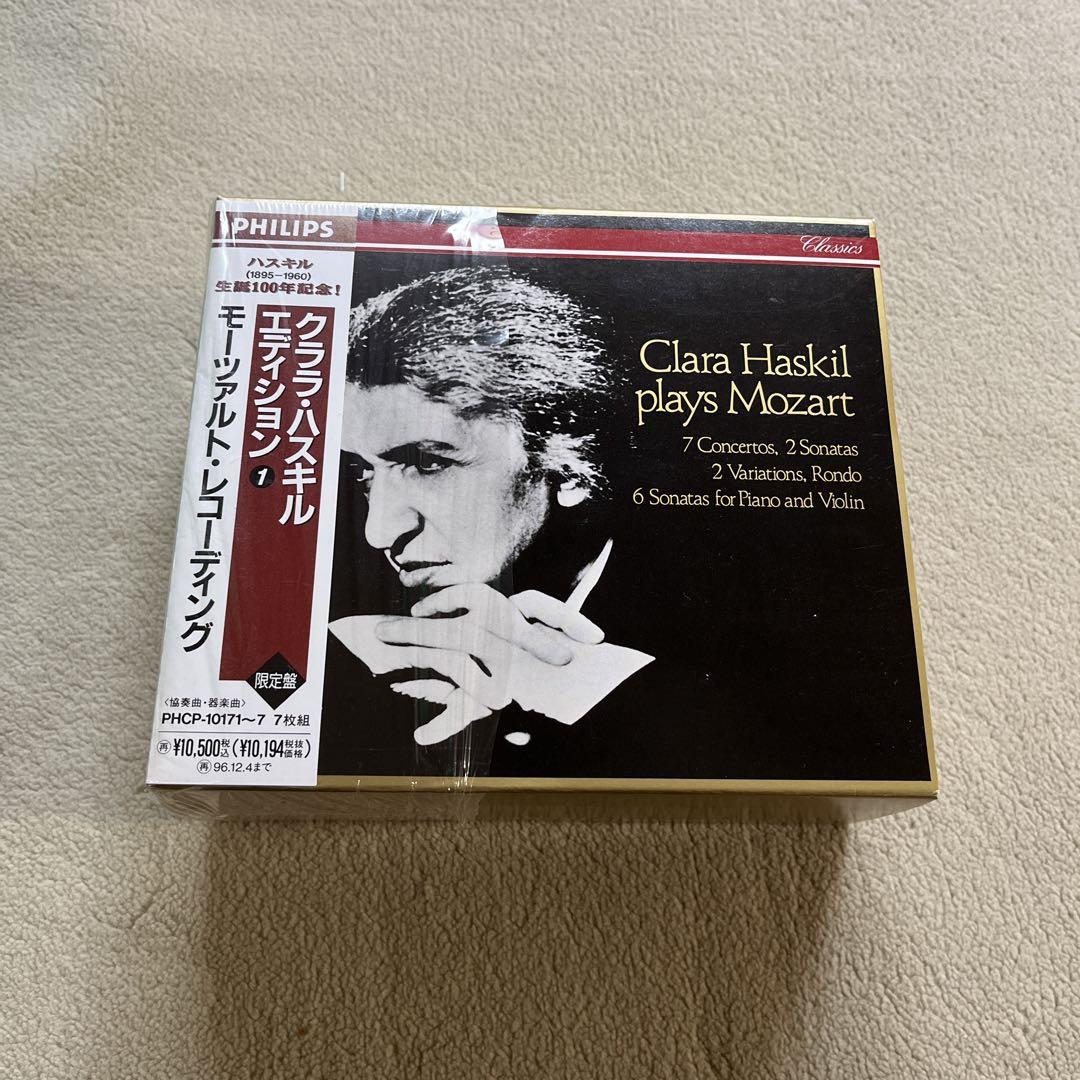 PHILIPS
Classics
ハスキル
(1895−1960)
生誕100年記念!
クララ・ハスキル
エディション 1
モーツァルト・レコーディング
限定盤
〈協奏曲・器楽曲〉
PHCP-10171〜7 7枚組
再 ¥10,500税込(¥10,194税抜価格)
再 96.12.4まで
Clara Haskil
plays Mozart
7 Concertos, 2 Sonatas
2 Variations, Rondo
6 Sonatas for Piano and Violin